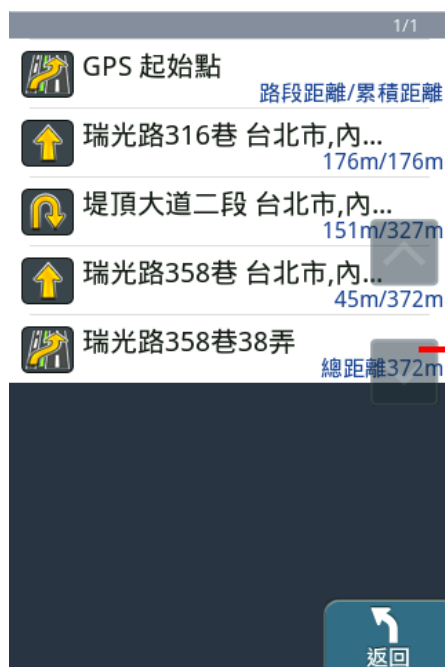 1/1
GPS 起始點
路段距離/累積距離
瑞光路316巷 台北市,內...
176m/176m
堤頂大道二段 台北市,內...
151m/327m
瑞光路358巷 台北市,內...
45m/372m
瑞光路358巷38弄
總距離372m
返回